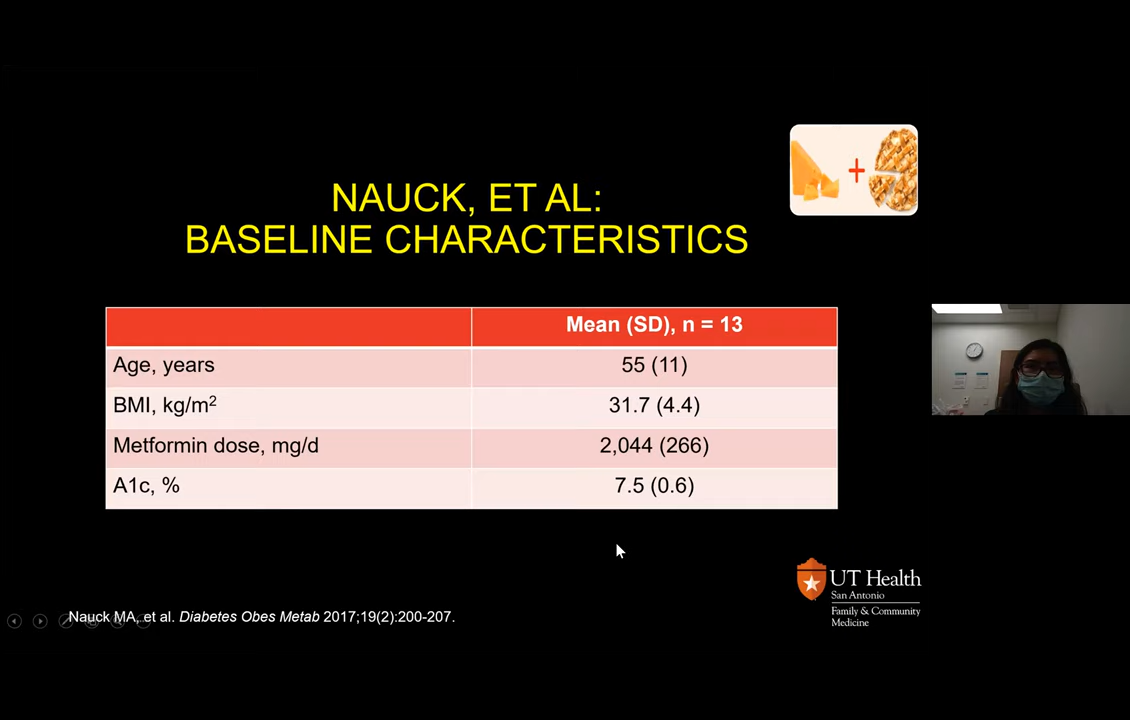 NAUCK, ET AL:
BASELINE CHARACTERISTICS
Mean (SD), n = 13
Age, years 55 (11)
BMI, kg/m² 31.7 (4.4)
Metformin dose, mg/d 2,044 (266)
A1c, % 7.5 (0.6)
UT Health
San Antonio
Family & Community
Medicine
Nauck MA, et al. Diabetes Obes Metab 2017;19(2):200-207.